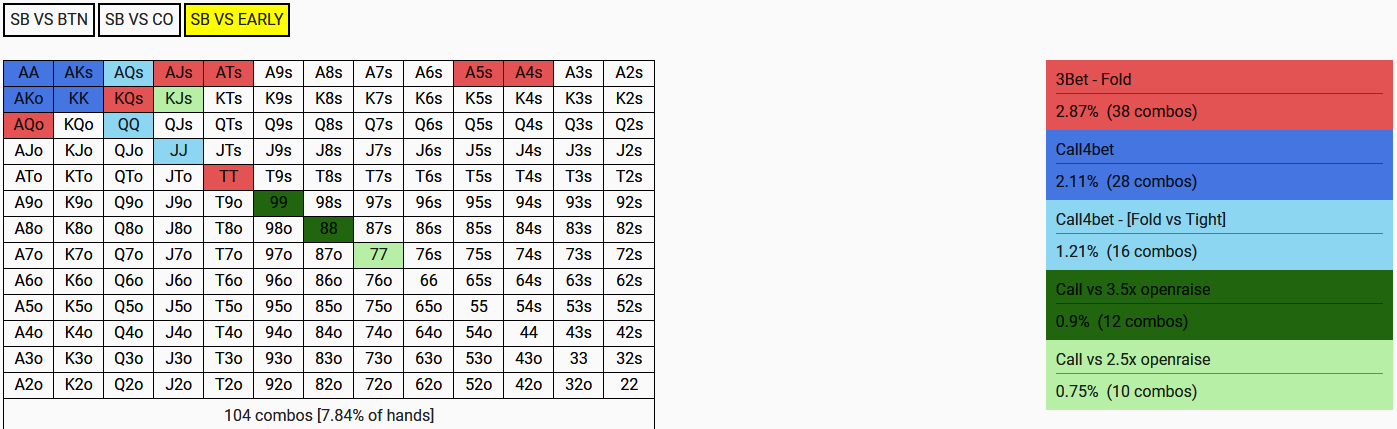 SB VS BTN SB VS CO SB VS EARLY
AA AKs AQs AJs ATs A9s A8s A7s A6s A5s A4s A3s A2s
AKo KK KQs KJs KTs K9s K8s K7s K6s K5s K4s K3s K2s
AQo KQo QQ QJs QTs Q9s Q8s Q7s Q6s Q5s Q4s Q3s Q2s
AJo KJo QJo JJ JTs J9s J8s J7s J6s J5s J4s J3s J2s
ATo KTo QTo JTo TT T9s T8s T7s T6s T5s T4s T3s T2s
A9o K9o Q9o J9o T9o 99 98s 97s 96s 95s 94s 93s 92s
A8o K8o Q8o J8o T8o 98o 88 87s 86s 85s 84s 83s 82s
A7o K7o Q7o J7o T7o 97o 87o 77 76s 75s 74s 73s 72s
A6o K6o Q6o J6o T6o 96o 86o 76o 66 65s 64s 63s 62s
A5o K5o Q5o J5o T5o 95o 85o 75o 65o 55 54s 53s 52s
A4o K4o Q4o J4o T4o 94o 84o 74o 64o 54o 44 43s 42s
A3o K3o Q3o J3o T3o 93o 83o 73o 63o 53o 43o 33 32s
A2o K2o Q2o J2o T2o 92o 82o 72o 62o 52o 42o 32o 22
104 combos [7.84% of hands]
3Bet - Fold
2.87% (38 combos)
Call4bet
2.11% (28 combos)
Call4bet - [Fold vs Tight]
1.21% (16 combos)
Call vs 3.5x openraise
0.9% (12 combos)
Call vs 2.5x openraise
0.75% (10 combos)